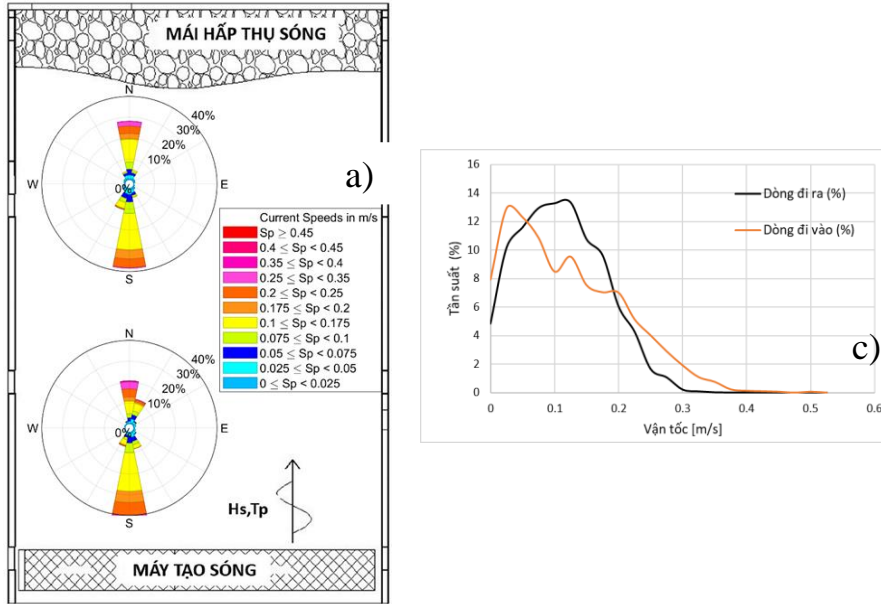 MÁI HẤP THỤ SÓNG
N
40%
30%
20%
10%
0%
W
E
S
a)
Current Speeds in m/s
Sp ≥ 0.45
0.4 ≤ Sp < 0.45
0.35 ≤ Sp < 0.4
0.25 ≤ Sp < 0.35
0.2 ≤ Sp < 0.25
0.175 ≤ Sp < 0.2
0.1 ≤ Sp < 0.175
0.075 ≤ Sp < 0.1
0.05 ≤ Sp < 0.075
0.025 ≤ Sp < 0.05
0 ≤ Sp < 0.025
N
40%
30%
20%
10%
0%
W
E
S
Hs,Tp
MÁY TẠO SÓNG
16
14
12
10
8
6
4
2
0
Tần suất (%)
Dòng đi ra (%)
Dòng đi vào (%)
c)
0 0.1 0.2 0.3 0.4 0.5 0.6
Vận tốc [m/s]